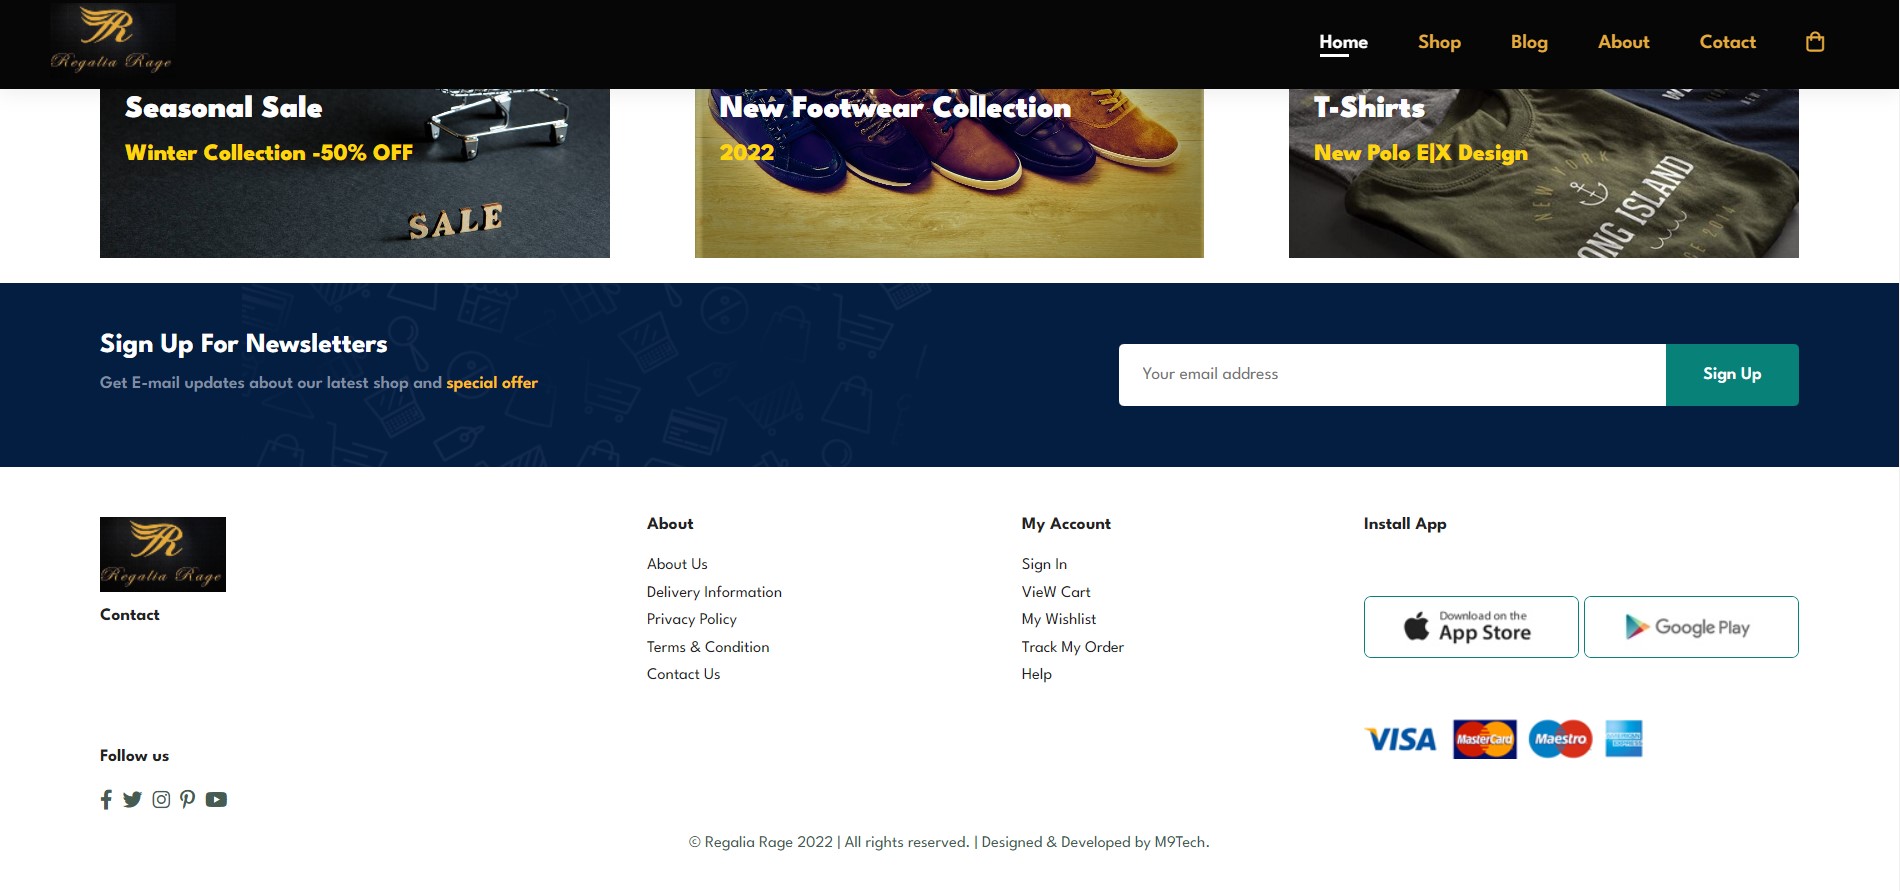 Regalia Rage
Home Shop Blog About Cotact
Seasonal Sale
Winter Collection -50% OFF
SALE
New Footwear Collection
2022
T-Shirts
New Polo E|X Design
NEW YORK
LONG ISLAND
2014
Sign Up For Newsletters
Get E-mail updates about our latest shop and special offer
Your email address
Sign Up
Regalia Rage
Contact
Follow us
About
About Us
Delivery Information
Privacy Policy
Terms & Condition
Contact Us
My Account
Sign In
VieW Cart
My Wishlist
Track My Order
Help
Install App
Download on the
App Store
Google Play
VISA MasterCard Maestro AMERICAN EXPRESS
© Regalia Rage 2022 | All rights reserved. | Designed & Developed by M9Tech.